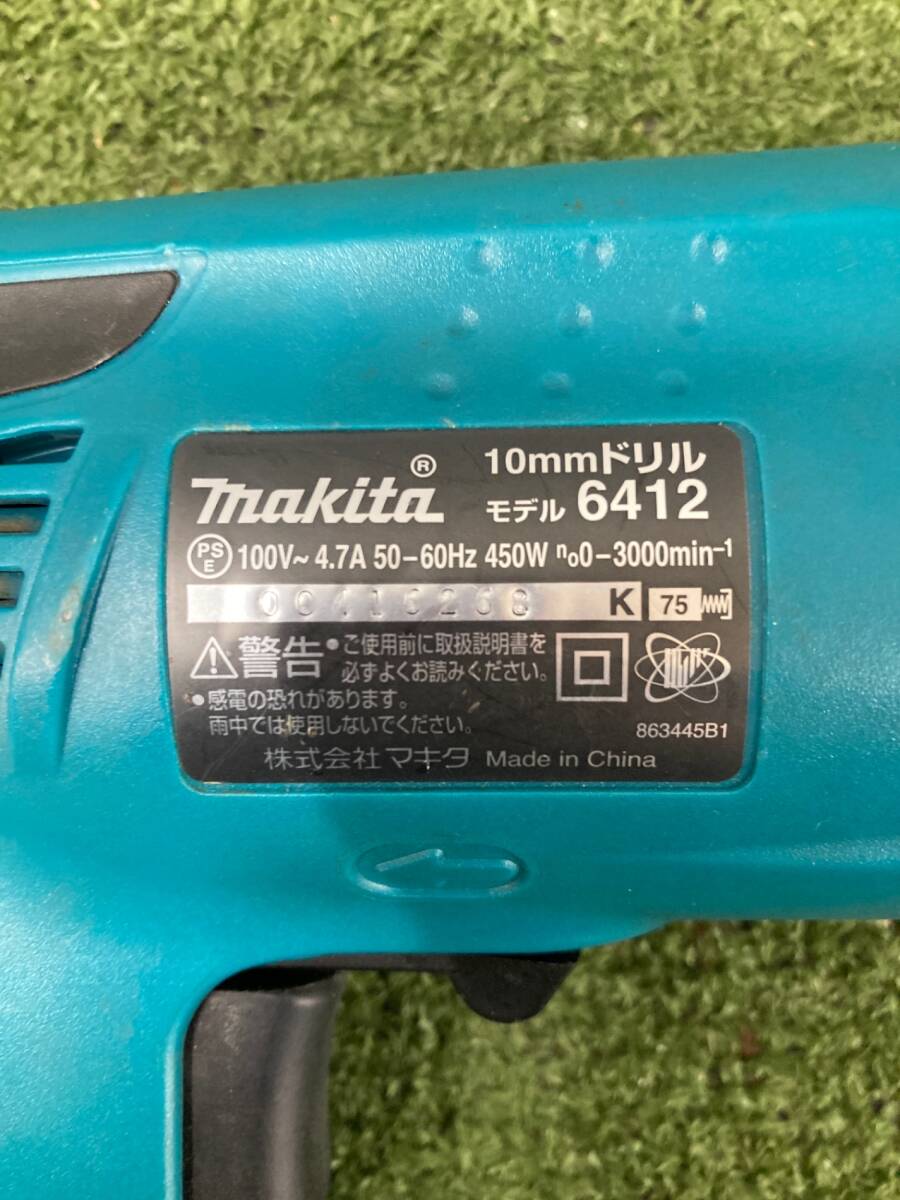 makita®
10mmドリル
モデル 6412
PS E 100V~ 4.7A 50-60Hz 450W n₀0-3000min⁻¹
K 75
警告 ●ご使用前に取扱説明書を
必ずよくお読みください。
●感電の恐れがあります。
雨中では使用しないでください。
863445B1
株式会社 マキタ Made in China